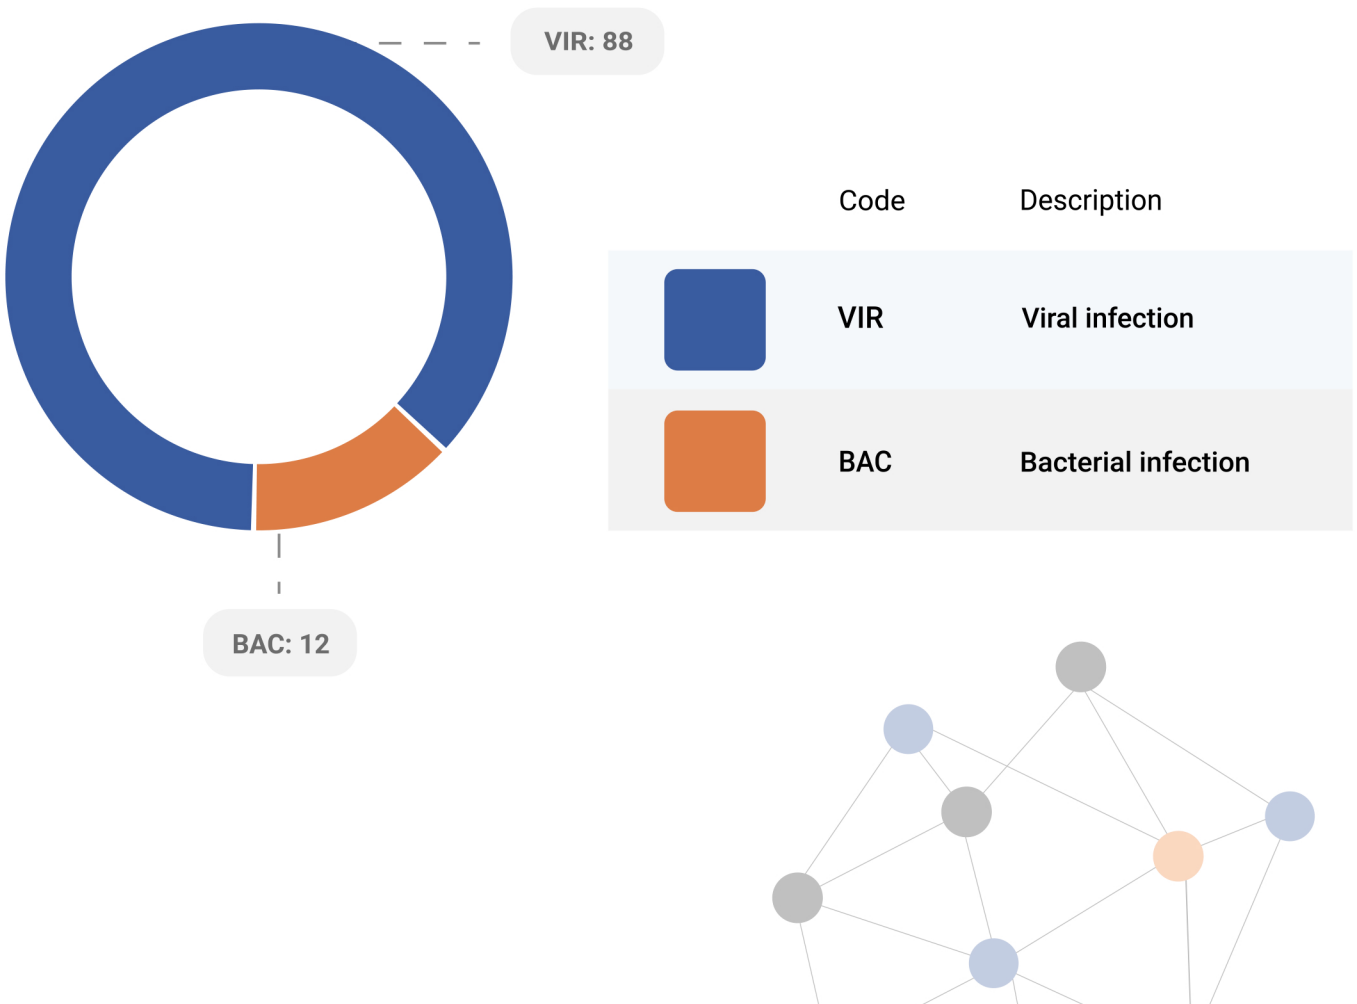 VIR: 88
Code Description
VIR Viral infection
BAC Bacterial infection
BAC: 12